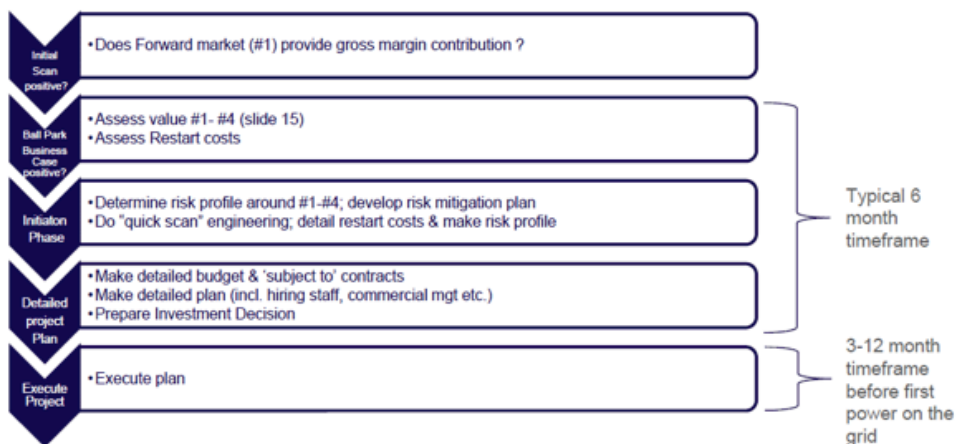 Initial
Scan
positive?
•Does Forward market (#1) provide gross margin contribution ?
Ball Park
Business
Case
positive?
•Assess value #1- #4 (slide 15)
•Assess Restart costs
Initiaton
Phase
•Determine risk profile around #1-#4; develop risk mitigation plan
•Do "quick scan" engineering; detail restart costs & make risk profile
Detailed
project
Plan
•Make detailed budget & 'subject to' contracts
•Make detailed plan (incl. hiring staff, commercial mgt etc.)
•Prepare Investment Decision
Typical 6
month
timeframe
Execute
Project
•Execute plan
3-12 month
timeframe
before first
power on the
grid